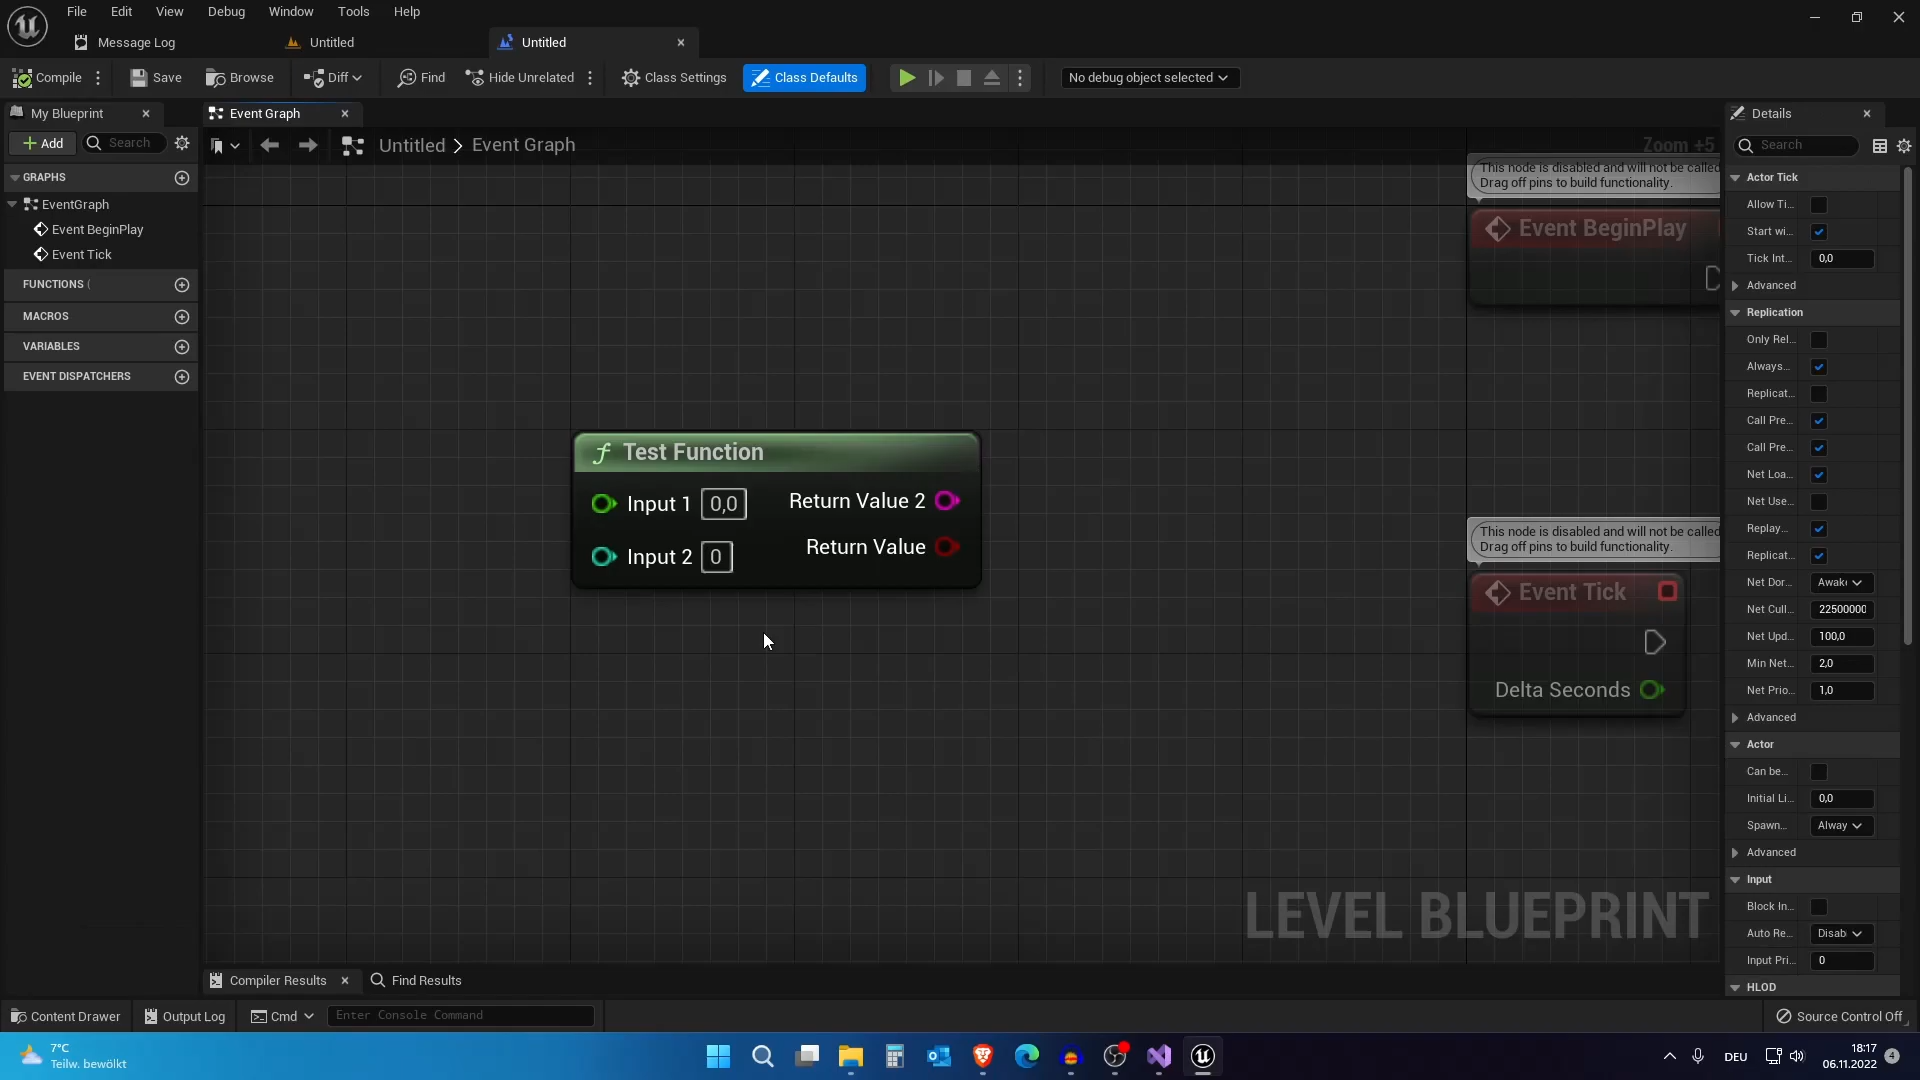 File Edit View Debug Window Tools Help
Message Log Untitled Untitled
Compile Save Browse Diff Find Hide Unrelated Class Settings Class Defaults No debug object selected
My Blueprint Event Graph Details
Add Search Untitled > Event Graph Zoom +5 Search
GRAPHS
EventGraph
Event BeginPlay
Event Tick
FUNCTIONS (
MACROS
VARIABLES
EVENT DISPATCHERS
This node is disabled and will not be called
Drag off pins to build functionality.
Event BeginPlay
Test Function
Input 1 0,0 Return Value 2
Input 2 0 Return Value
This node is disabled and will not be called
Drag off pins to build functionality.
Event Tick
Delta Seconds
LEVEL BLUEPRINT
Actor Tick
Allow Ti...
Start wi...
Tick Int... 0,0
Advanced
Replication
Only Rel...
Always...
Replicat...
Call Pre...
Call Pre...
Net Loa...
Net Use...
Replay...
Replicat...
Net Dor... Awak
Net Cull... 22500000
Net Upd... 100,0
Min Net... 2,0
Net Prio... 1,0
Advanced
Actor
Can be...
Initial Li... 0,0
Spawn... Alway
Advanced
Input
Block In...
Auto Re... Disab
Input Pri... 0
HLOD
Compiler Results Find Results
Content Drawer Output Log Cmd Enter Console Command Source Control Off
7°C
Teilw. bewölkt
DEU
18:17
06.11.2022
4